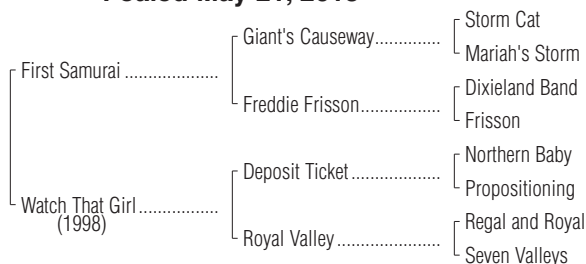 Foaled May 21,
Storm Cat
Giant's Causeway..............
Mariah's Storm
First Samurai ....................
Dixieland Band
Freddie Frisson.................
Frisson
Northern Baby
Deposit Ticket...................
Propositioning
Watch That Girl.................
(1998)
Regal and Royal
Royal Valley ......................
Seven Valleys